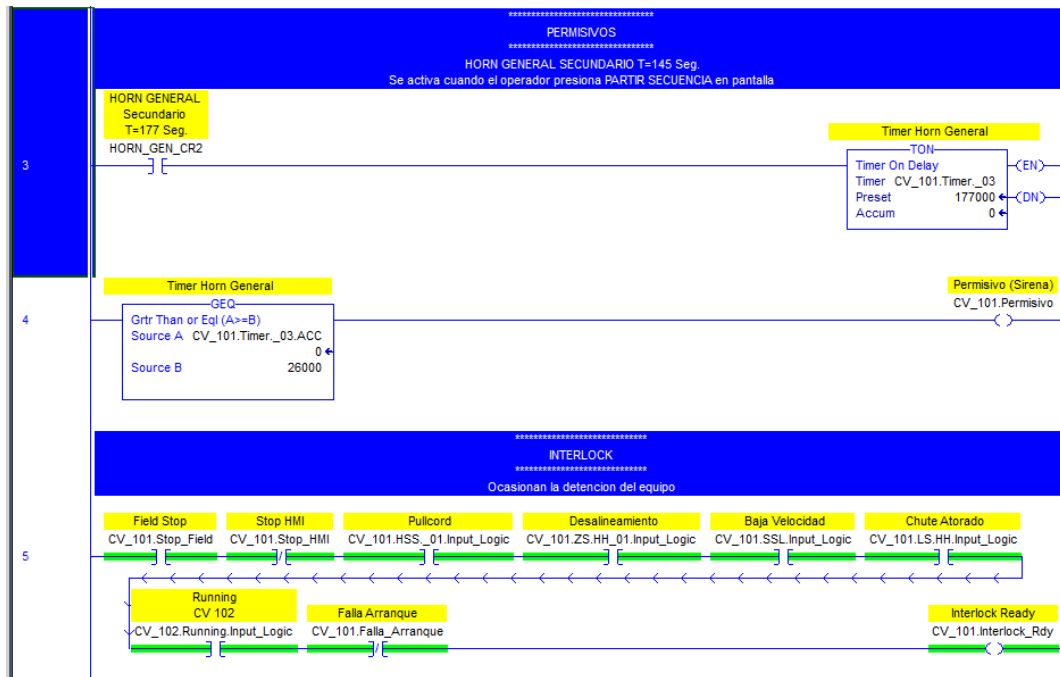 ********************************
PERMISIVOS
********************************
HORN GENERAL SECUNDARIO T=145 Seg.
Se activa cuando el operador presiona PARTIR SECUENCIA en pantalla
HORN GENERAL
Secundario
T=177 Seg.
HORN_GEN_CR2
3
Timer Horn General
TON
Timer On Delay
Timer CV_101.Timer._03
Preset 177000
Accum 0
EN
DN
4
Timer Horn General
GEQ
Grtr Than or Eql (A>=B)
Source A CV_101.Timer._03.ACC
0
Source B 26000
Permisivo (Sirena)
CV_101.Permisivo
*****************************
INTERLOCK
*****************************
Ocasionan la detencion del equipo
5
Field Stop
CV_101.Stop_Field
Stop HMI
CV_101.Stop_HMI
Pullcord
CV_101.HSS._01.Input_Logic
Desalineamiento
CV_101.ZS.HH_01.Input_Logic
Baja Velocidad
CV_101.SSL.Input_Logic
Chute Atorado
CV_101.LS.HH.Input_Logic
Running
CV 102
CV_102.Running.Input_Logic
Falla Arranque
CV_101.Falla_Arranque
Interlock Ready
CV_101.Interlock_Rdy